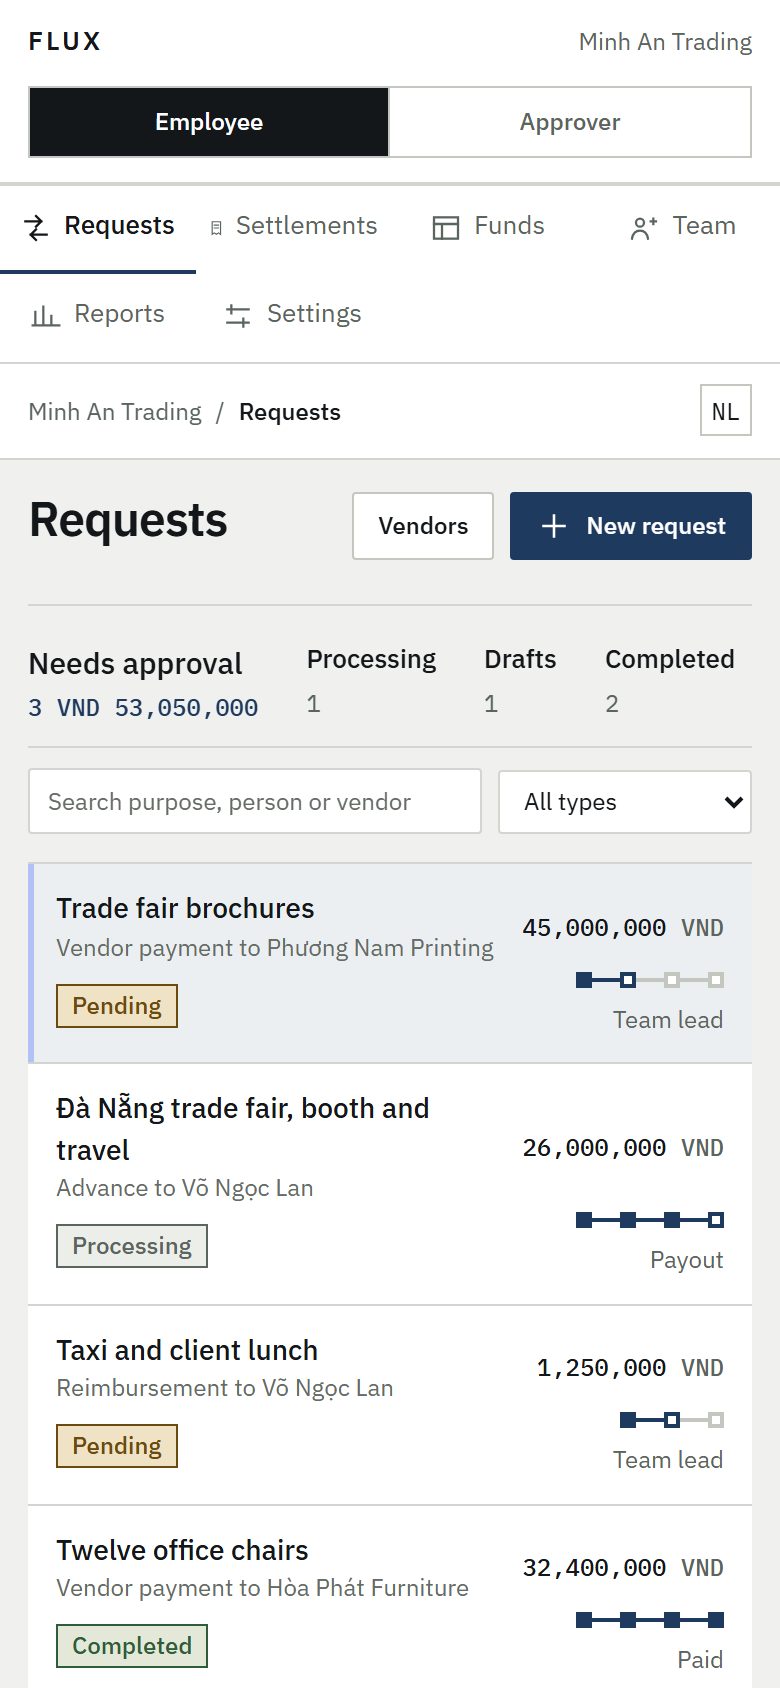 FLUX
Minh An Trading
Employee
Approver
Requests
Settlements
Funds
Team
Reports
Settings
Minh An Trading / Requests
NL
Requests
Vendors
New request
Needs approval
3 VND 53,050,000
Processing
1
Drafts
1
Completed
2
Search purpose, person or vendor
All types
Trade fair brochures
Vendor payment to Phương Nam Printing
Pending
45,000,000 VND
Team lead
Đà Nẵng trade fair, booth and
travel
Advance to Võ Ngọc Lan
Processing
26,000,000 VND
Payout
Taxi and client lunch
Reimbursement to Võ Ngọc Lan
Pending
1,250,000 VND
Team lead
Twelve office chairs
Vendor payment to Hòa Phát Furniture
Completed
32,400,000 VND
Paid